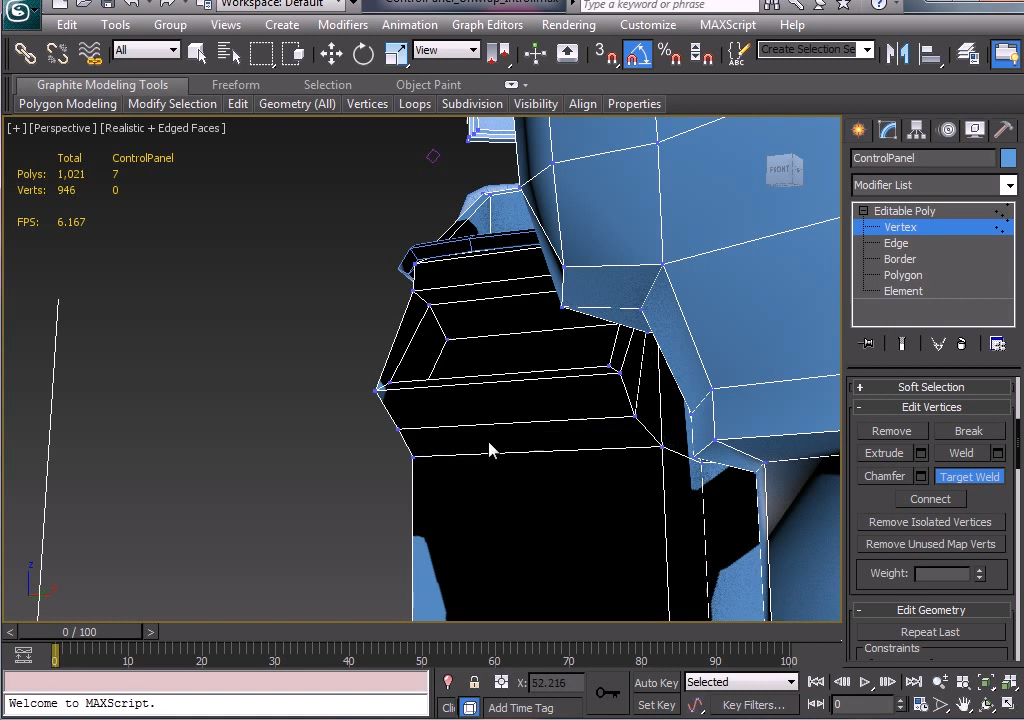 Workspace: Default
Type a keyword or phrase
Edit Tools Group Views Create Modifiers Animation Graph Editors Rendering Customize MAXScript Help
All View 3 % ABC Create Selection Se
Graphite Modeling Tools Freeform Selection Object Paint
Polygon Modeling Modify Selection Edit Geometry (All) Vertices Loops Subdivision Visibility Align Properties
[ + ] [Perspective ] [Realistic + Edged Faces ]
Total ControlPanel
Polys: 1,021 7
Verts: 946 0
FPS: 6.167
FRONT
z
ControlPanel
Modifier List
Editable Poly
Vertex
Edge
Border
Polygon
Element
+ Soft Selection
- Edit Vertices
Remove Break
Extrude Weld
Chamfer Target Weld
Connect
Remove Isolated Vertices
Remove Unused Map Verts
Weight:
- Edit Geometry
Repeat Last
Constraints
< 0 / 100 >
0 10 20 30 40 50 60 70 80 90 100
X: 52.216 Auto Key Selected
Welcome to MAXScript.
Cli Add Time Tag Set Key Key Filters... 0